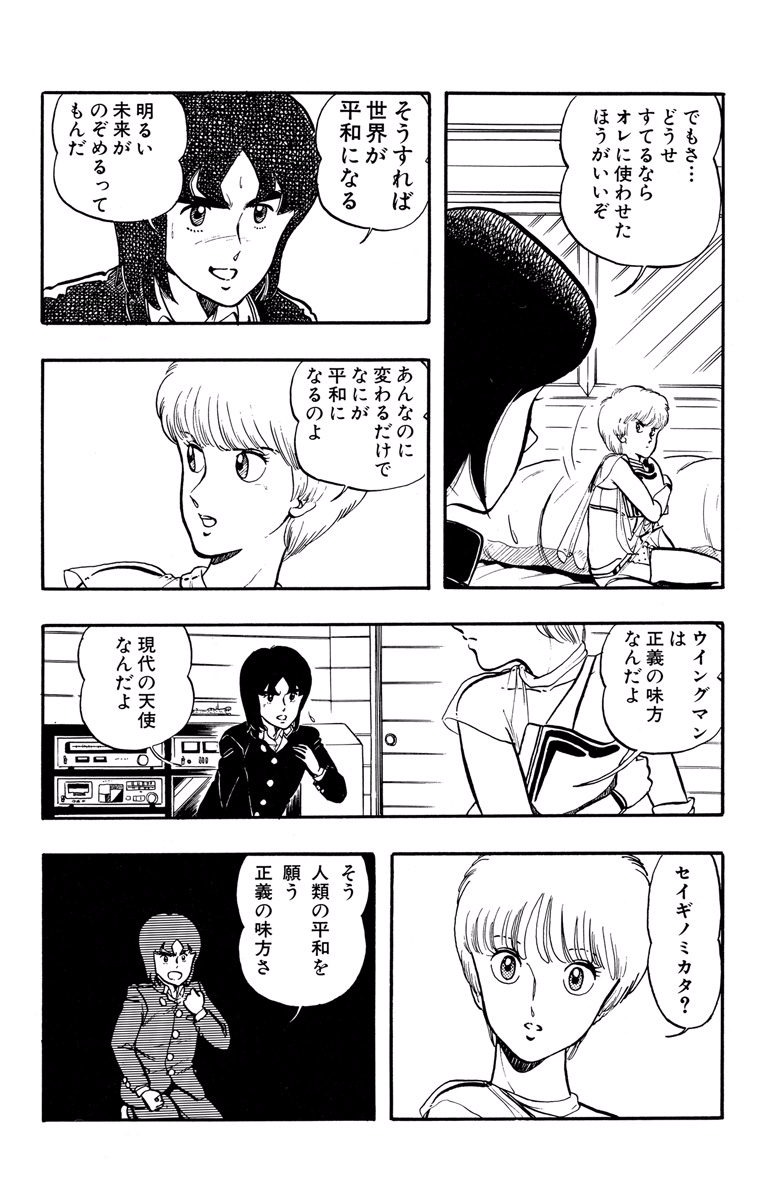 でもさ…
どうせ
すてるなら
オレに使わせた
ほうがいいぞ
そうすれば
世界が
平和になる
明るい
未来が
のぞめるって
もんだ
あんなのに
変わるだけで
なにが
平和に
なるのよ
ウイングマン
は
正義の味方
なんだよ
現代の天使
なんだよ
セイギノミカタ?
そう
人類の平和を
願う
正義の味方さ